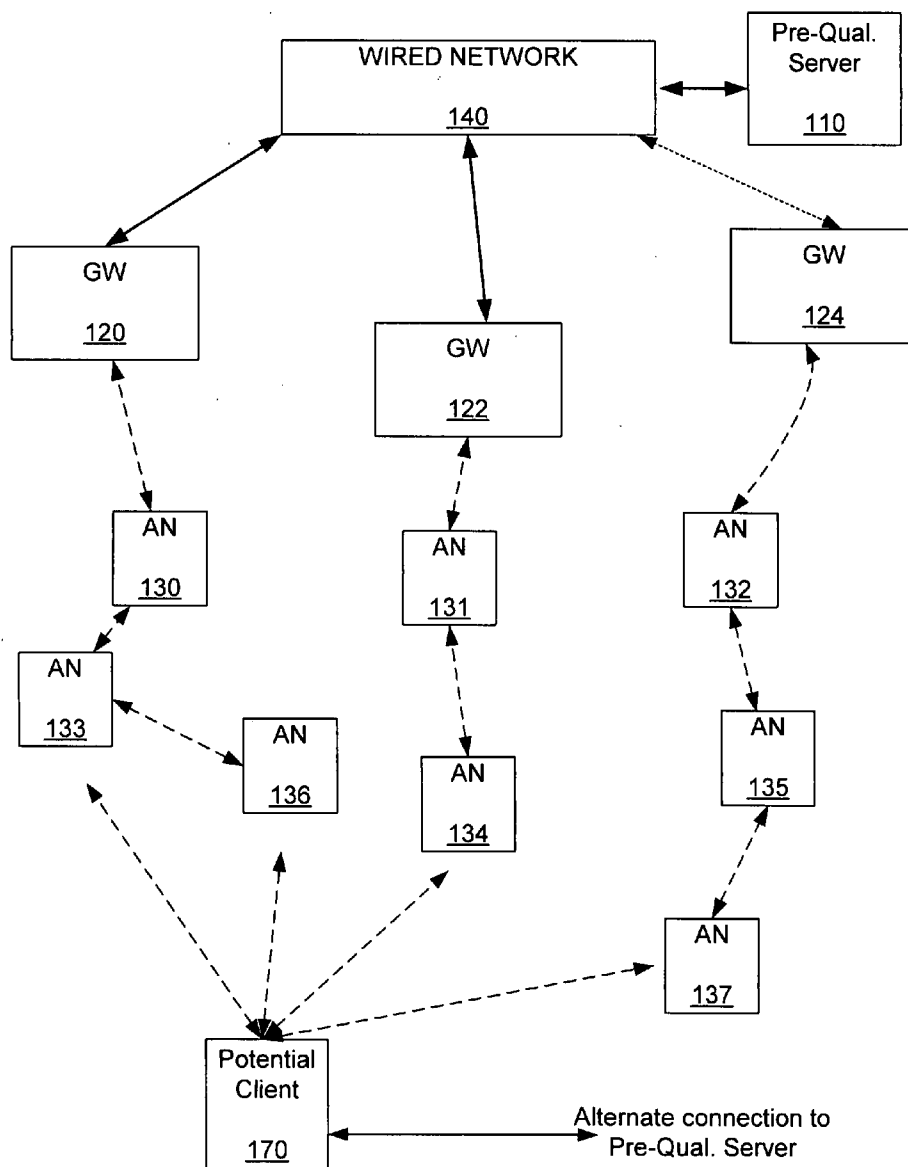 WIRED NETWORK
140
Pre-Qual.
Server
110
GW
120
GW
122
GW
124
AN
130
AN
131
AN
132
AN
133
AN
136
AN
134
AN
135
AN
137
Potential
Client
170
Alternate connection to
Pre-Qual. Server